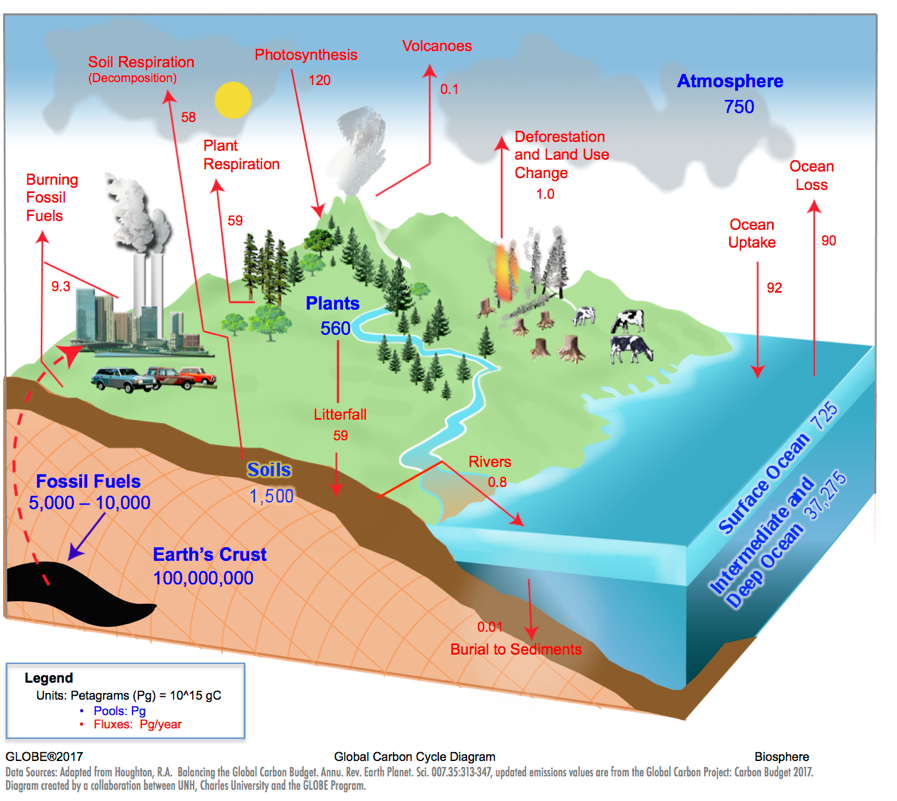 Soil Respiration
(Decomposition)
58
Photosynthesis
120
Volcanoes
0.1
Atmosphere
750
Plant
Respiration
59
Deforestation
and Land Use
Change
1.0
Ocean
Loss
90
Ocean
Uptake
92
Burning
Fossil
Fuels
9.3
Plants
560
Litterfall
59
Rivers
0.8
Soils
1,500
Surface Ocean 725
Intermediate and
Deep Ocean 37,275
Fossil Fuels
5,000 – 10,000
Earth's Crust
100,000,000
0.01
Burial to Sediments
Legend
Units: Petagrams (Pg) = 10^15 gC
• Pools: Pg
• Fluxes: Pg/year
GLOBE®2017 Global Carbon Cycle Diagram Biosphere
Data Sources: Adapted from Houghton, R.A. Balancing the Global Carbon Budget. Annu. Rev. Earth Planet. Sci. 007.35:313-347, updated emissions values are from the Global Carbon Project: Carbon Budget 2017.
Diagram created by a collaboration between UNH, Charles University and the GLOBE Program.